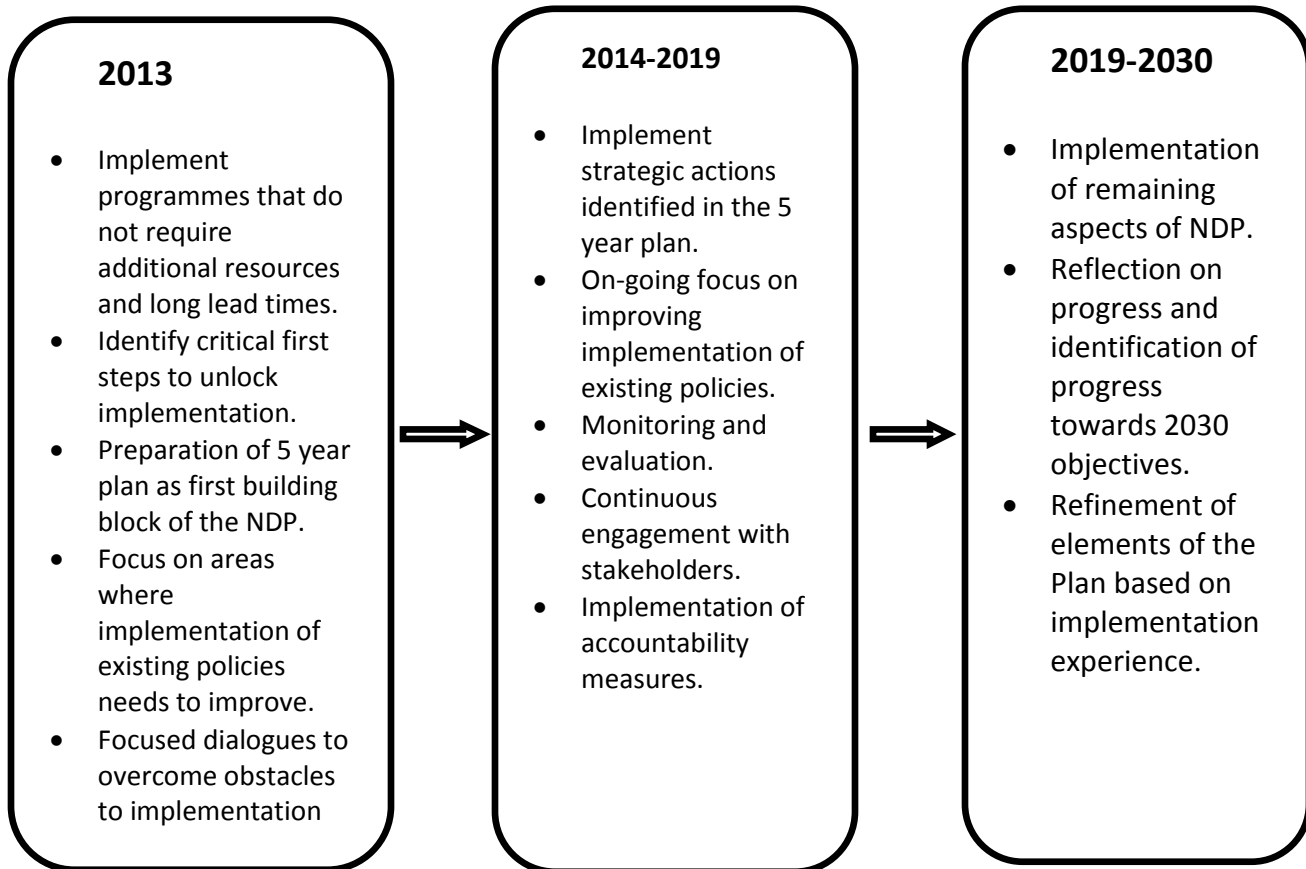 2013
• Implement
programmes that do
not require
additional resources
and long lead times.
• Identify critical first
steps to unlock
implementation.
• Preparation of 5 year
plan as first building
block of the NDP.
• Focus on areas
where
implementation of
existing policies
needs to improve.
• Focused dialogues to
overcome obstacles
to implementation
2014-2019
• Implement
strategic actions
identified in the 5
year plan.
• On-going focus on
improving
implementation of
existing policies.
• Monitoring and
evaluation.
• Continuous
engagement with
stakeholders.
• Implementation of
accountability
measures.
2019-2030
• Implementation
of remaining
aspects of NDP.
• Reflection on
progress and
identification of
progress
towards 2030
objectives.
• Refinement of
elements of the
Plan based on
implementation
experience.